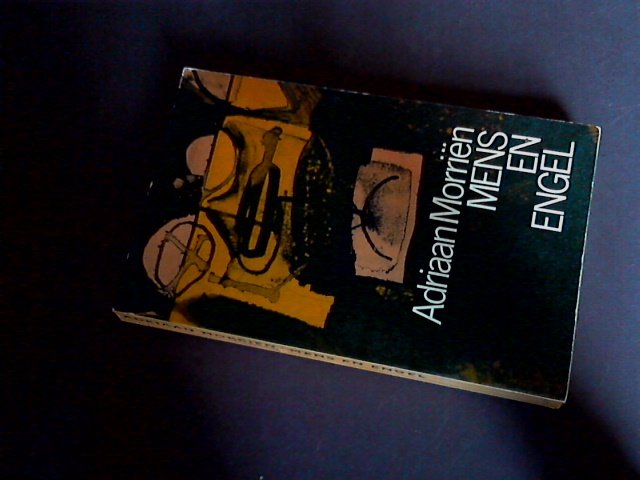 Adriaan Morriën
MENS
EN
ENGEL
ADRIAAN MORRIËN: MENS EN ENGEL